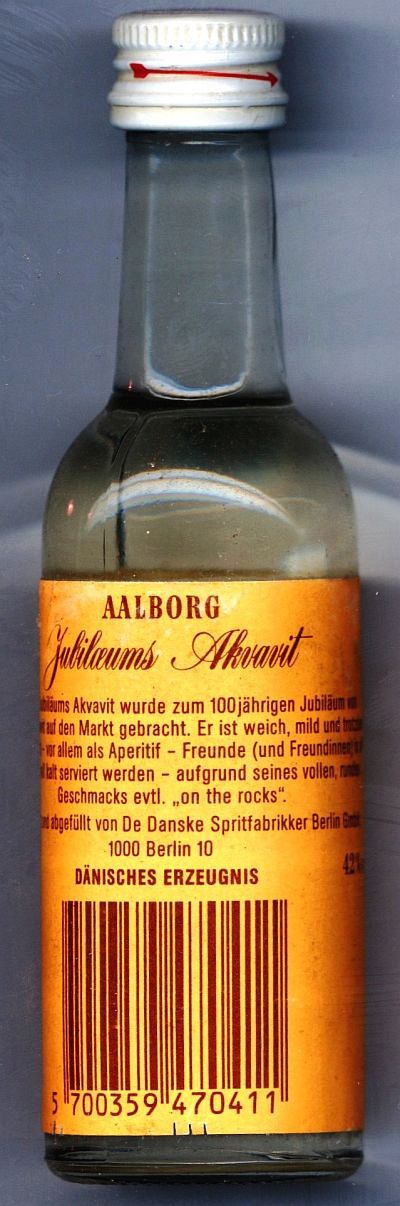 AALBORG
Jubilæums Akvavit
Akvavit wurde zum 100jährigen Jubiläum von
auf den Markt gebracht. Er ist weich, mild und
- vor allem als Aperitif - Freunde (und Freundinnen)
kalt serviert werden - aufgrund seines vollen,
Geschmacks evtl. „on the rocks“.
abgefüllt von De Danske Spritfabrikker Berlin GmbH
1000 Berlin 10
42%
DÄNISCHES ERZEUGNIS
5 700359 470411